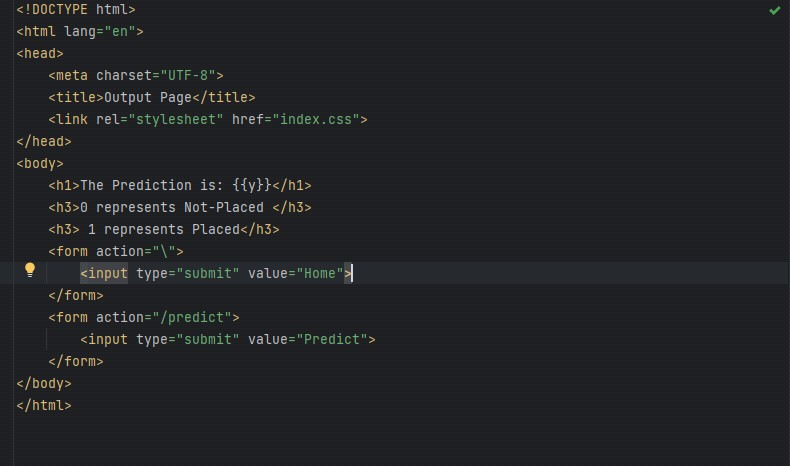 <!DOCTYPE html>
<html lang="en">
<head>
    <meta charset="UTF-8">
    <title>Output Page</title>
    <link rel="stylesheet" href="index.css">
</head>
<body>
    <h1>The Prediction is: {{y}}</h1>
    <h3>0 represents Not-Placed </h3>
    <h3> 1 represents Placed</h3>
    <form action="\">
        <input type="submit" value="Home">
    </form>
    <form action="/predict">
        <input type="submit" value="Predict">
    </form>
</body>
</html>